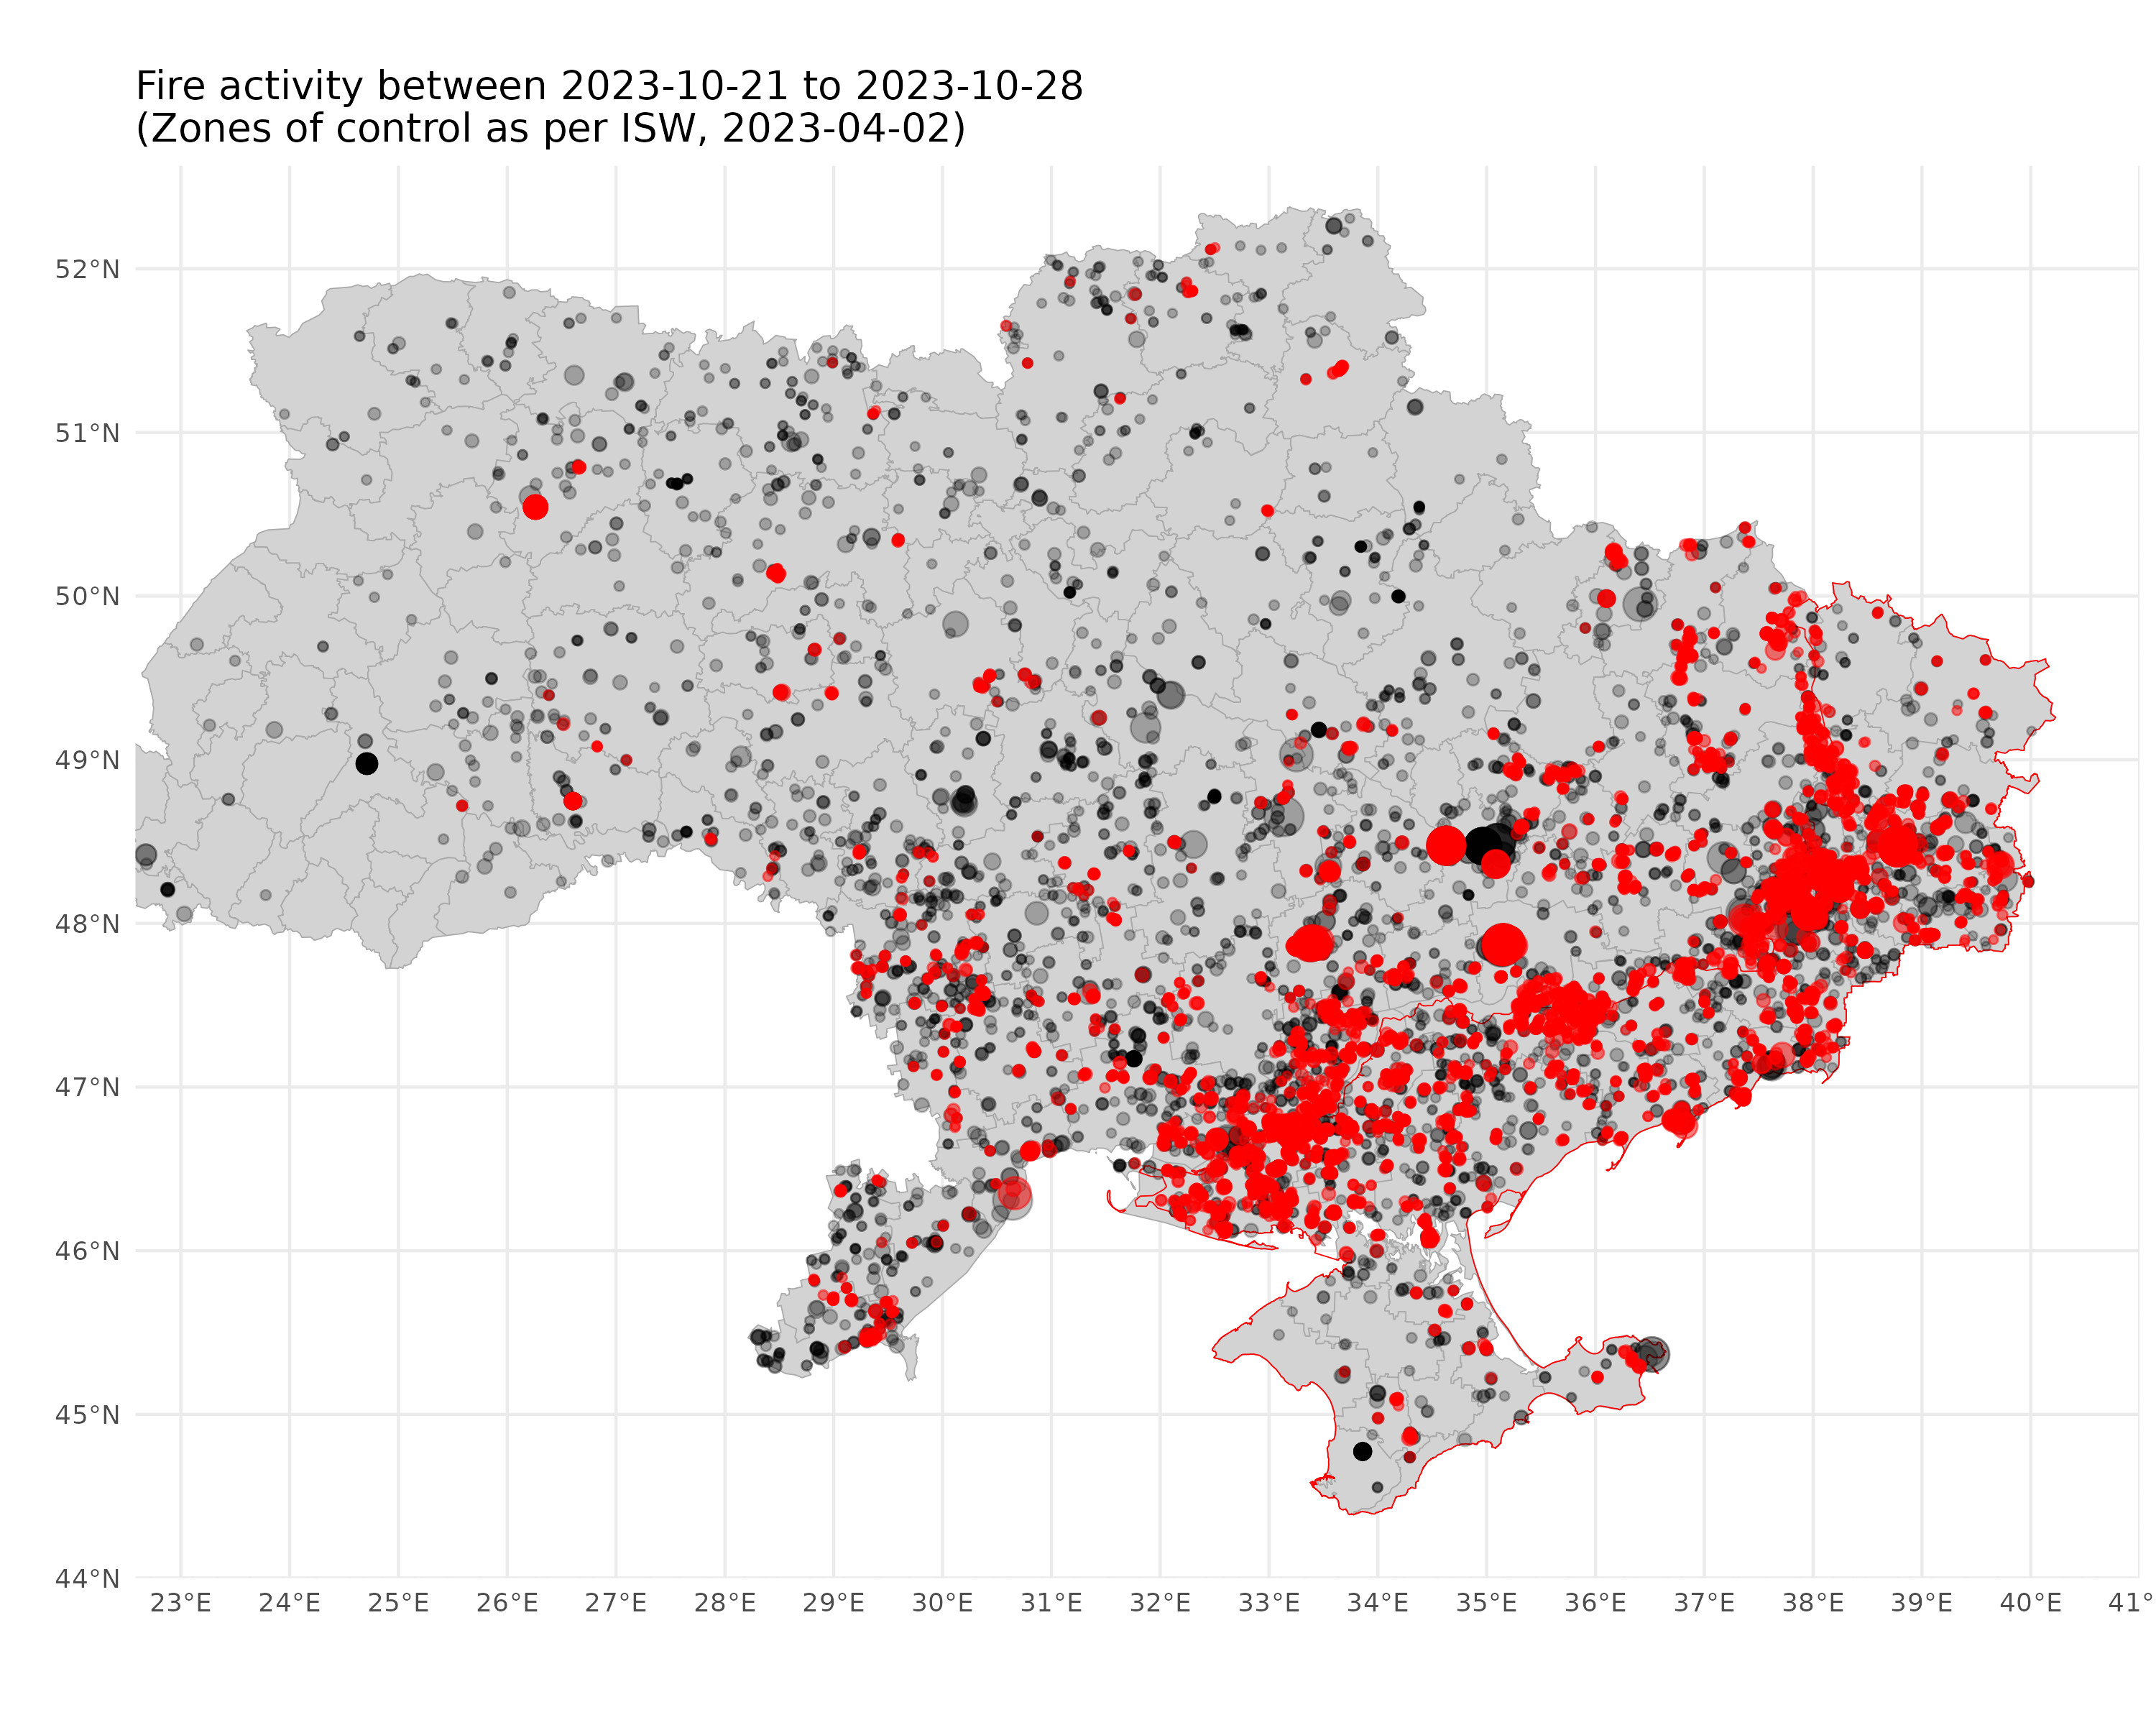 Fire activity between 2023-10-21 to 2023-10-28
(Zones of control as per ISW, 2023-04-02)
52°N
51°N
50°N
49°N
48°N
47°N
46°N
45°N
44°N
23°E 24°E 25°E 26°E 27°E 28°E 29°E 30°E 31°E 32°E 33°E 34°E 35°E 36°E 37°E 38°E 39°E 40°E 41°